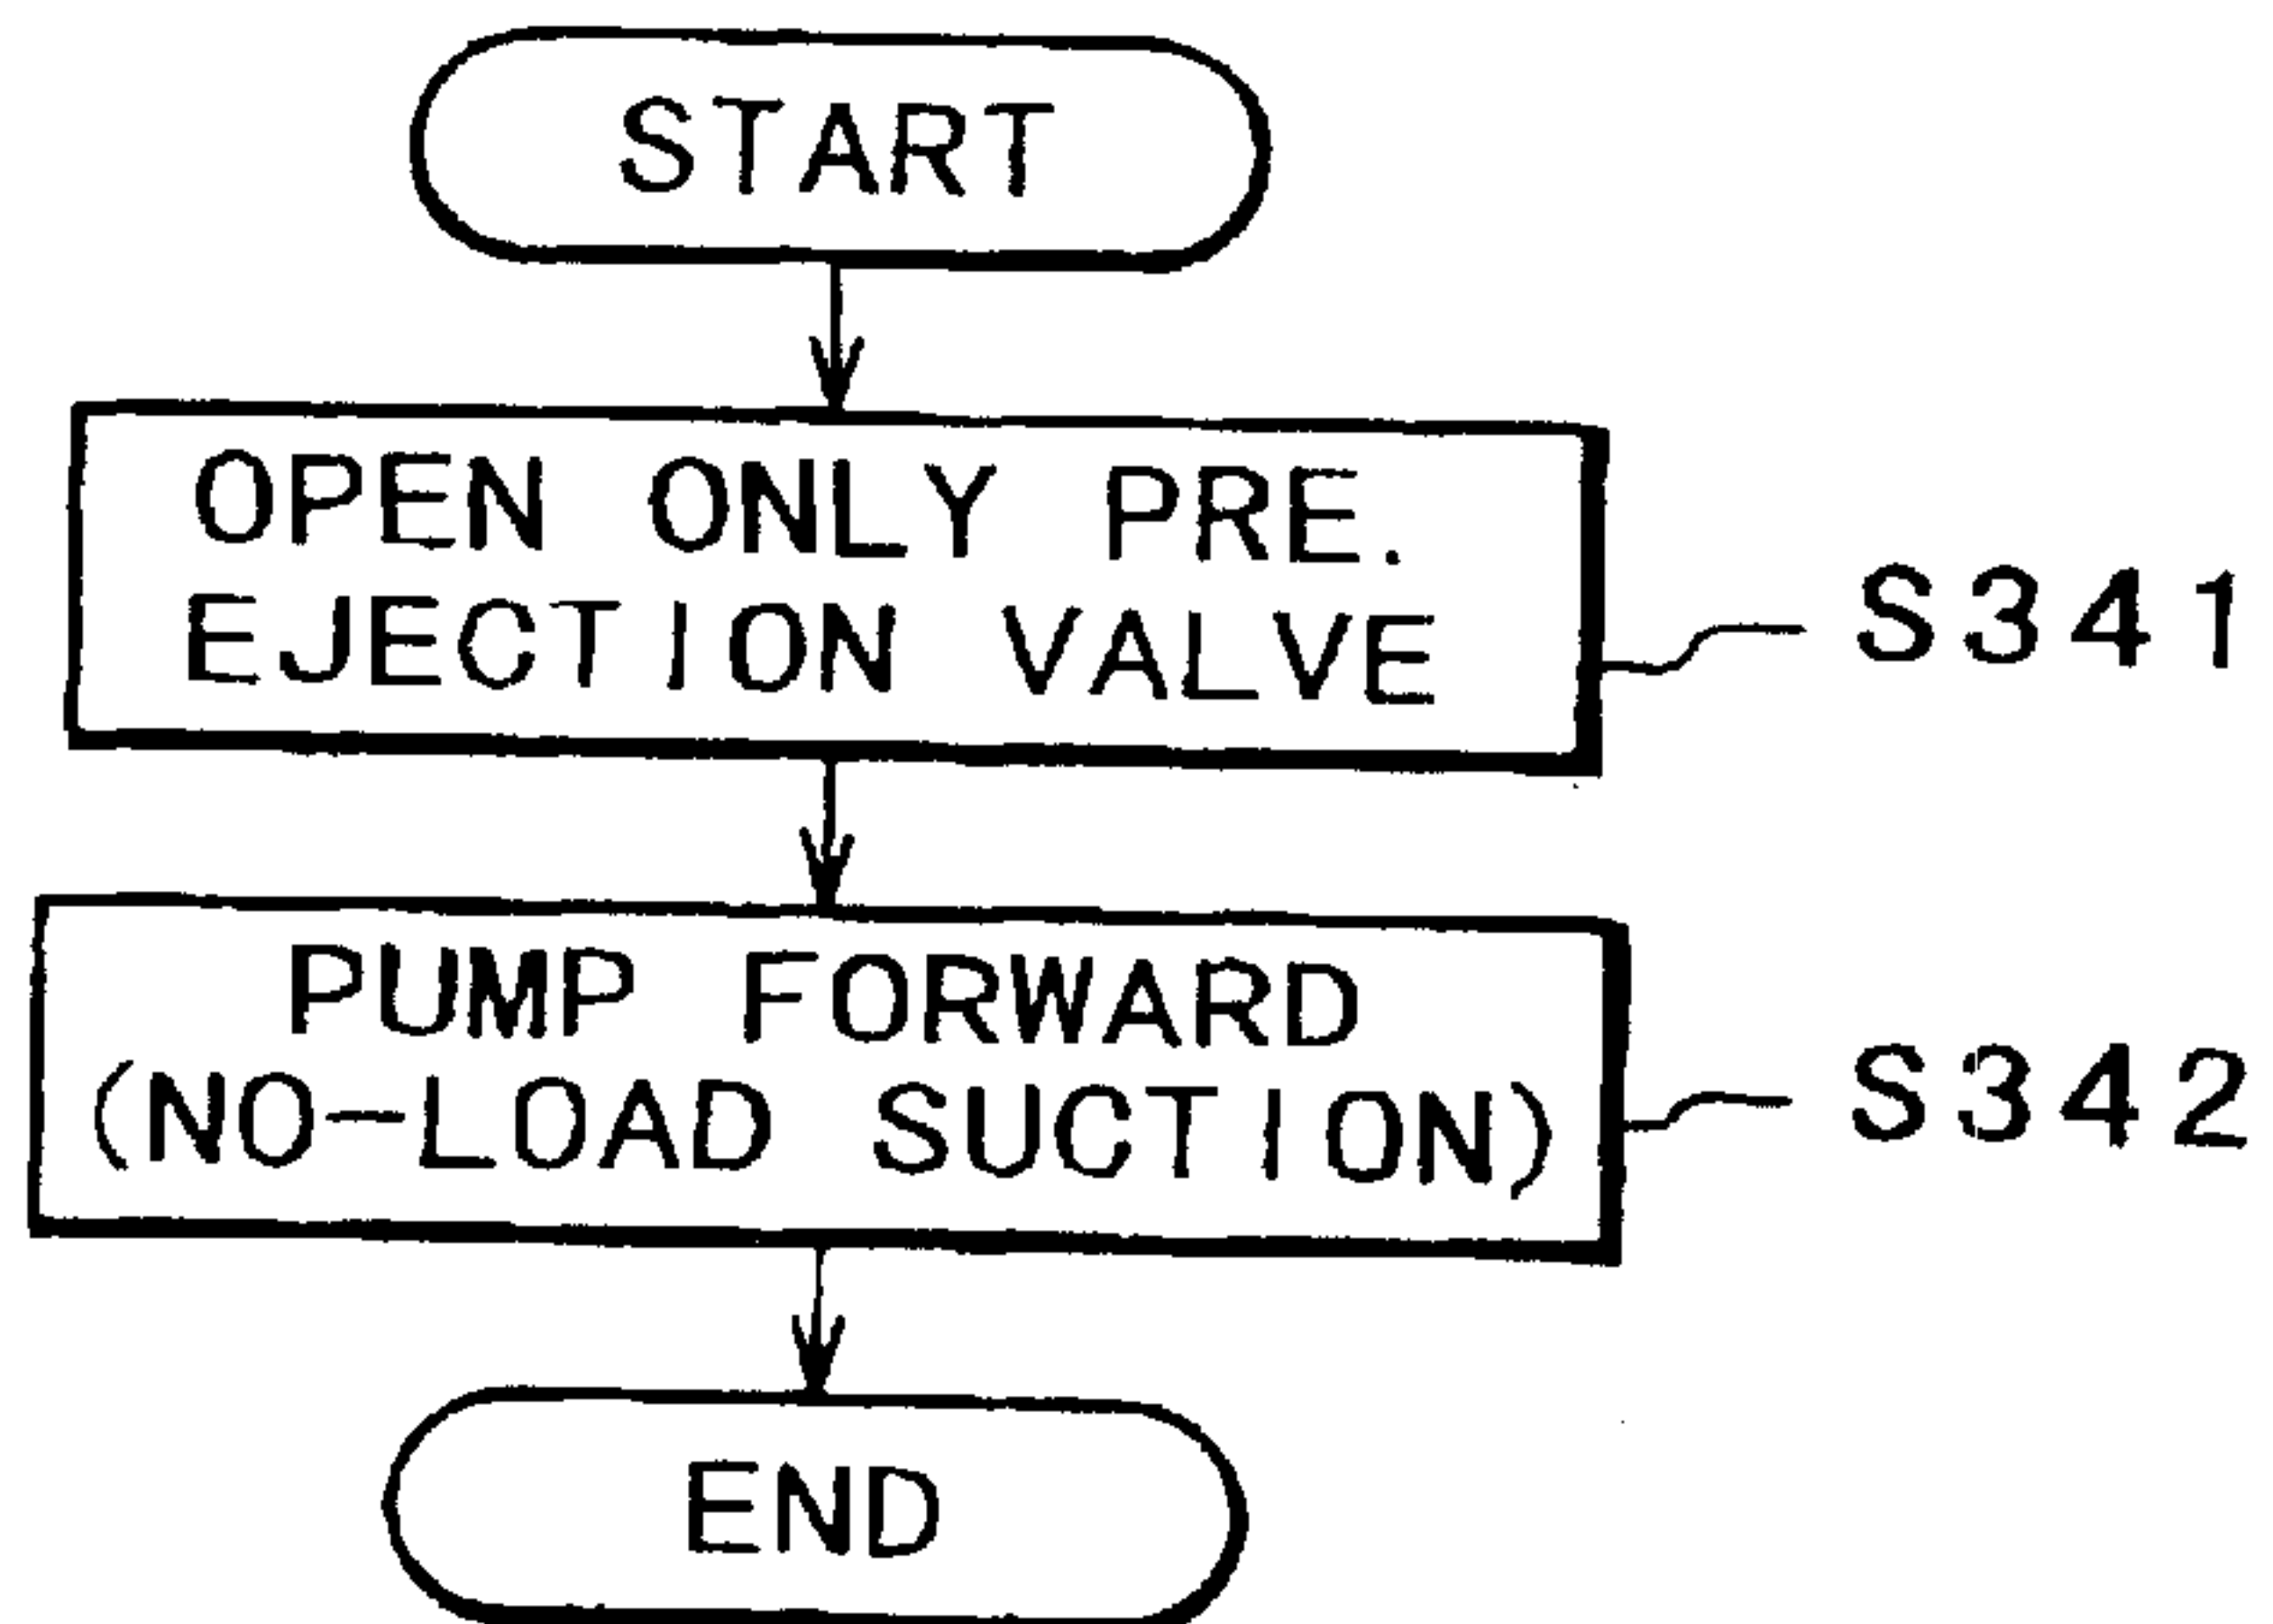 START
OPEN ONLY PRE.
EJECTION VALVE
S341
PUMP FORWARD
(NO-LOAD SUCTION)
S342
END